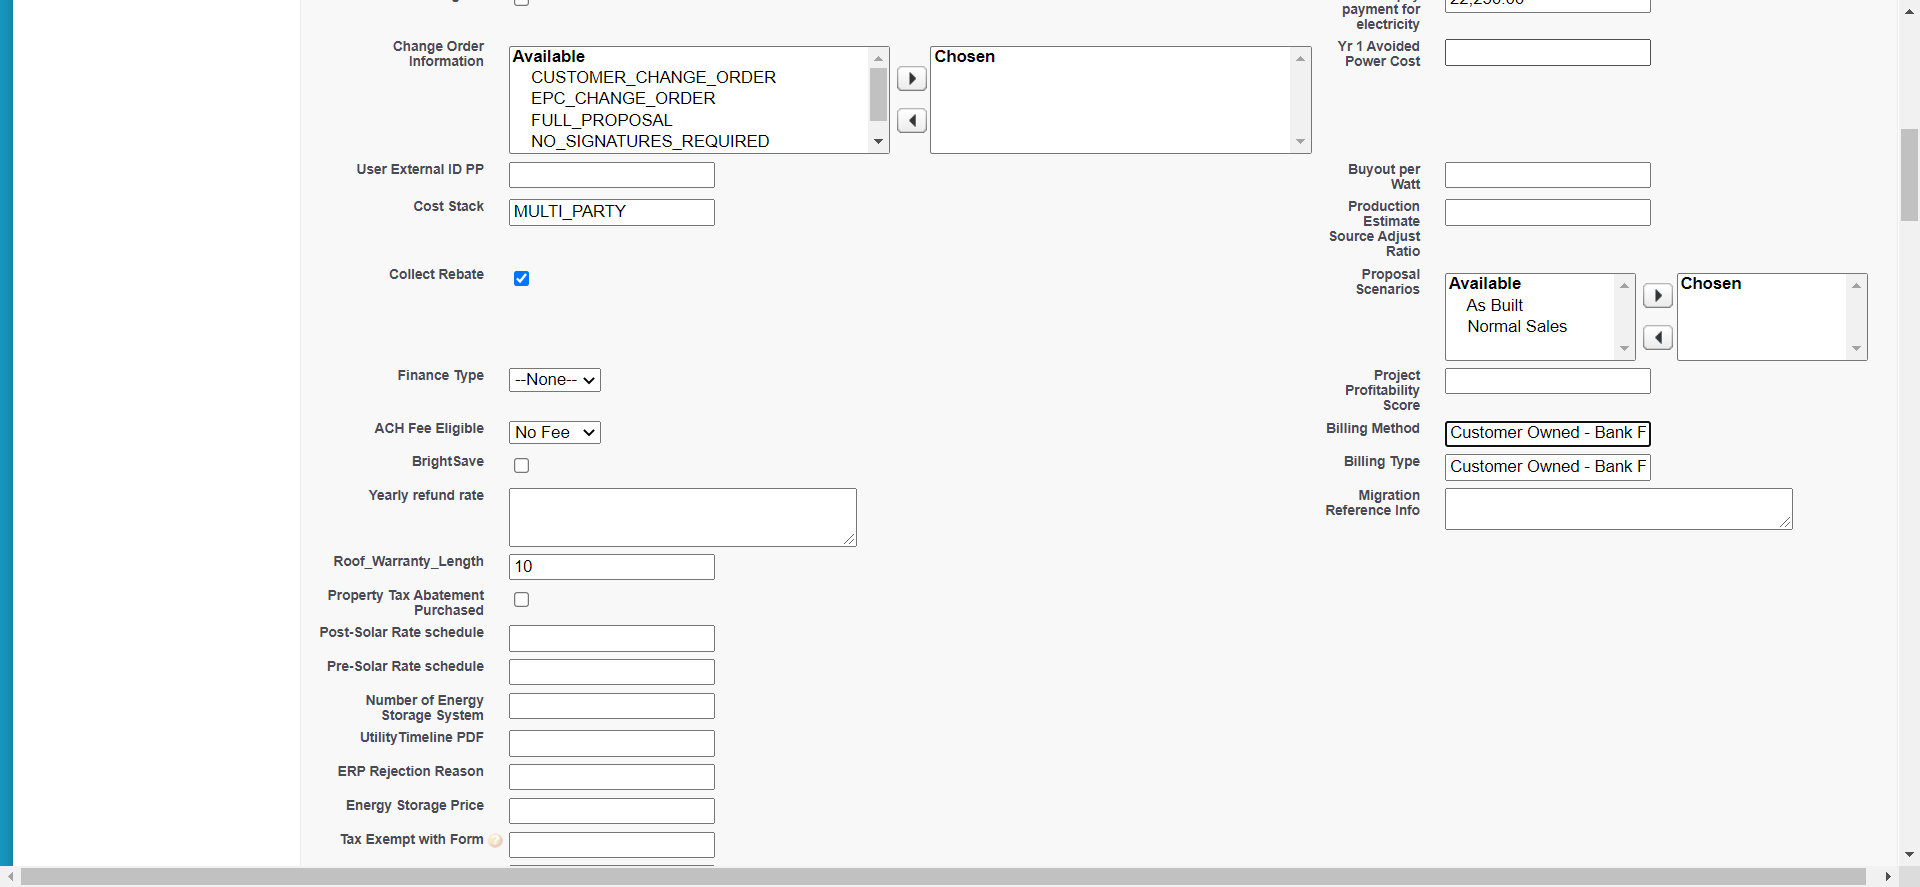 payment for
electricity
Change Order
Information
Available
CUSTOMER_CHANGE_ORDER
EPC_CHANGE_ORDER
FULL_PROPOSAL
NO_SIGNATURES_REQUIRED
Chosen
Yr 1 Avoided
Power Cost
User External ID PP
Buyout per
Watt
Cost Stack
MULTI_PARTY
Production
Estimate
Source Adjust
Ratio
Collect Rebate
Proposal
Scenarios
Available
As Built
Normal Sales
Chosen
Finance Type
--None--
Project
Profitability
Score
ACH Fee Eligible
No Fee
Billing Method
Customer Owned - Bank F
BrightSave
Billing Type
Customer Owned - Bank F
Yearly refund rate
Migration
Reference Info
Roof_Warranty_Length
10
Property Tax Abatement
Purchased
Post-Solar Rate schedule
Pre-Solar Rate schedule
Number of Energy
Storage System
UtilityTimeline PDF
ERP Rejection Reason
Energy Storage Price
Tax Exempt with Form